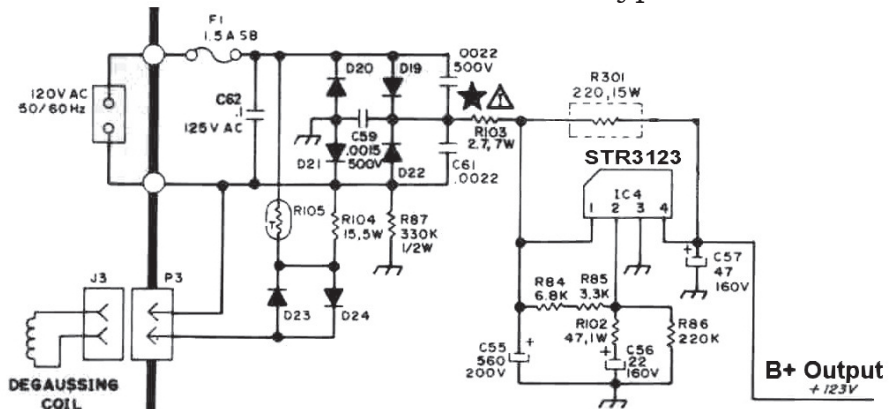 F1
1.5A SB
120V AC
50/60 Hz
C62
.1
125V AC
D20
D19
.0022
500V
C59
.0015
500V
D21
D22
C61
.0022
R103
2.7,7W
R301
220,15W
STR3123
IC4
1 2 3 4
R105
T
R104
15,5W
R87
330K
1/2W
C57
47
160V
+
J3
P3
D23
D24
R84
6.8K
R85
3.3K
R102
47,1W
R86
220K
C55
560
200V
+
C56
22
160V
+
DEGAUSSING
COIL
B+ Output
+123V